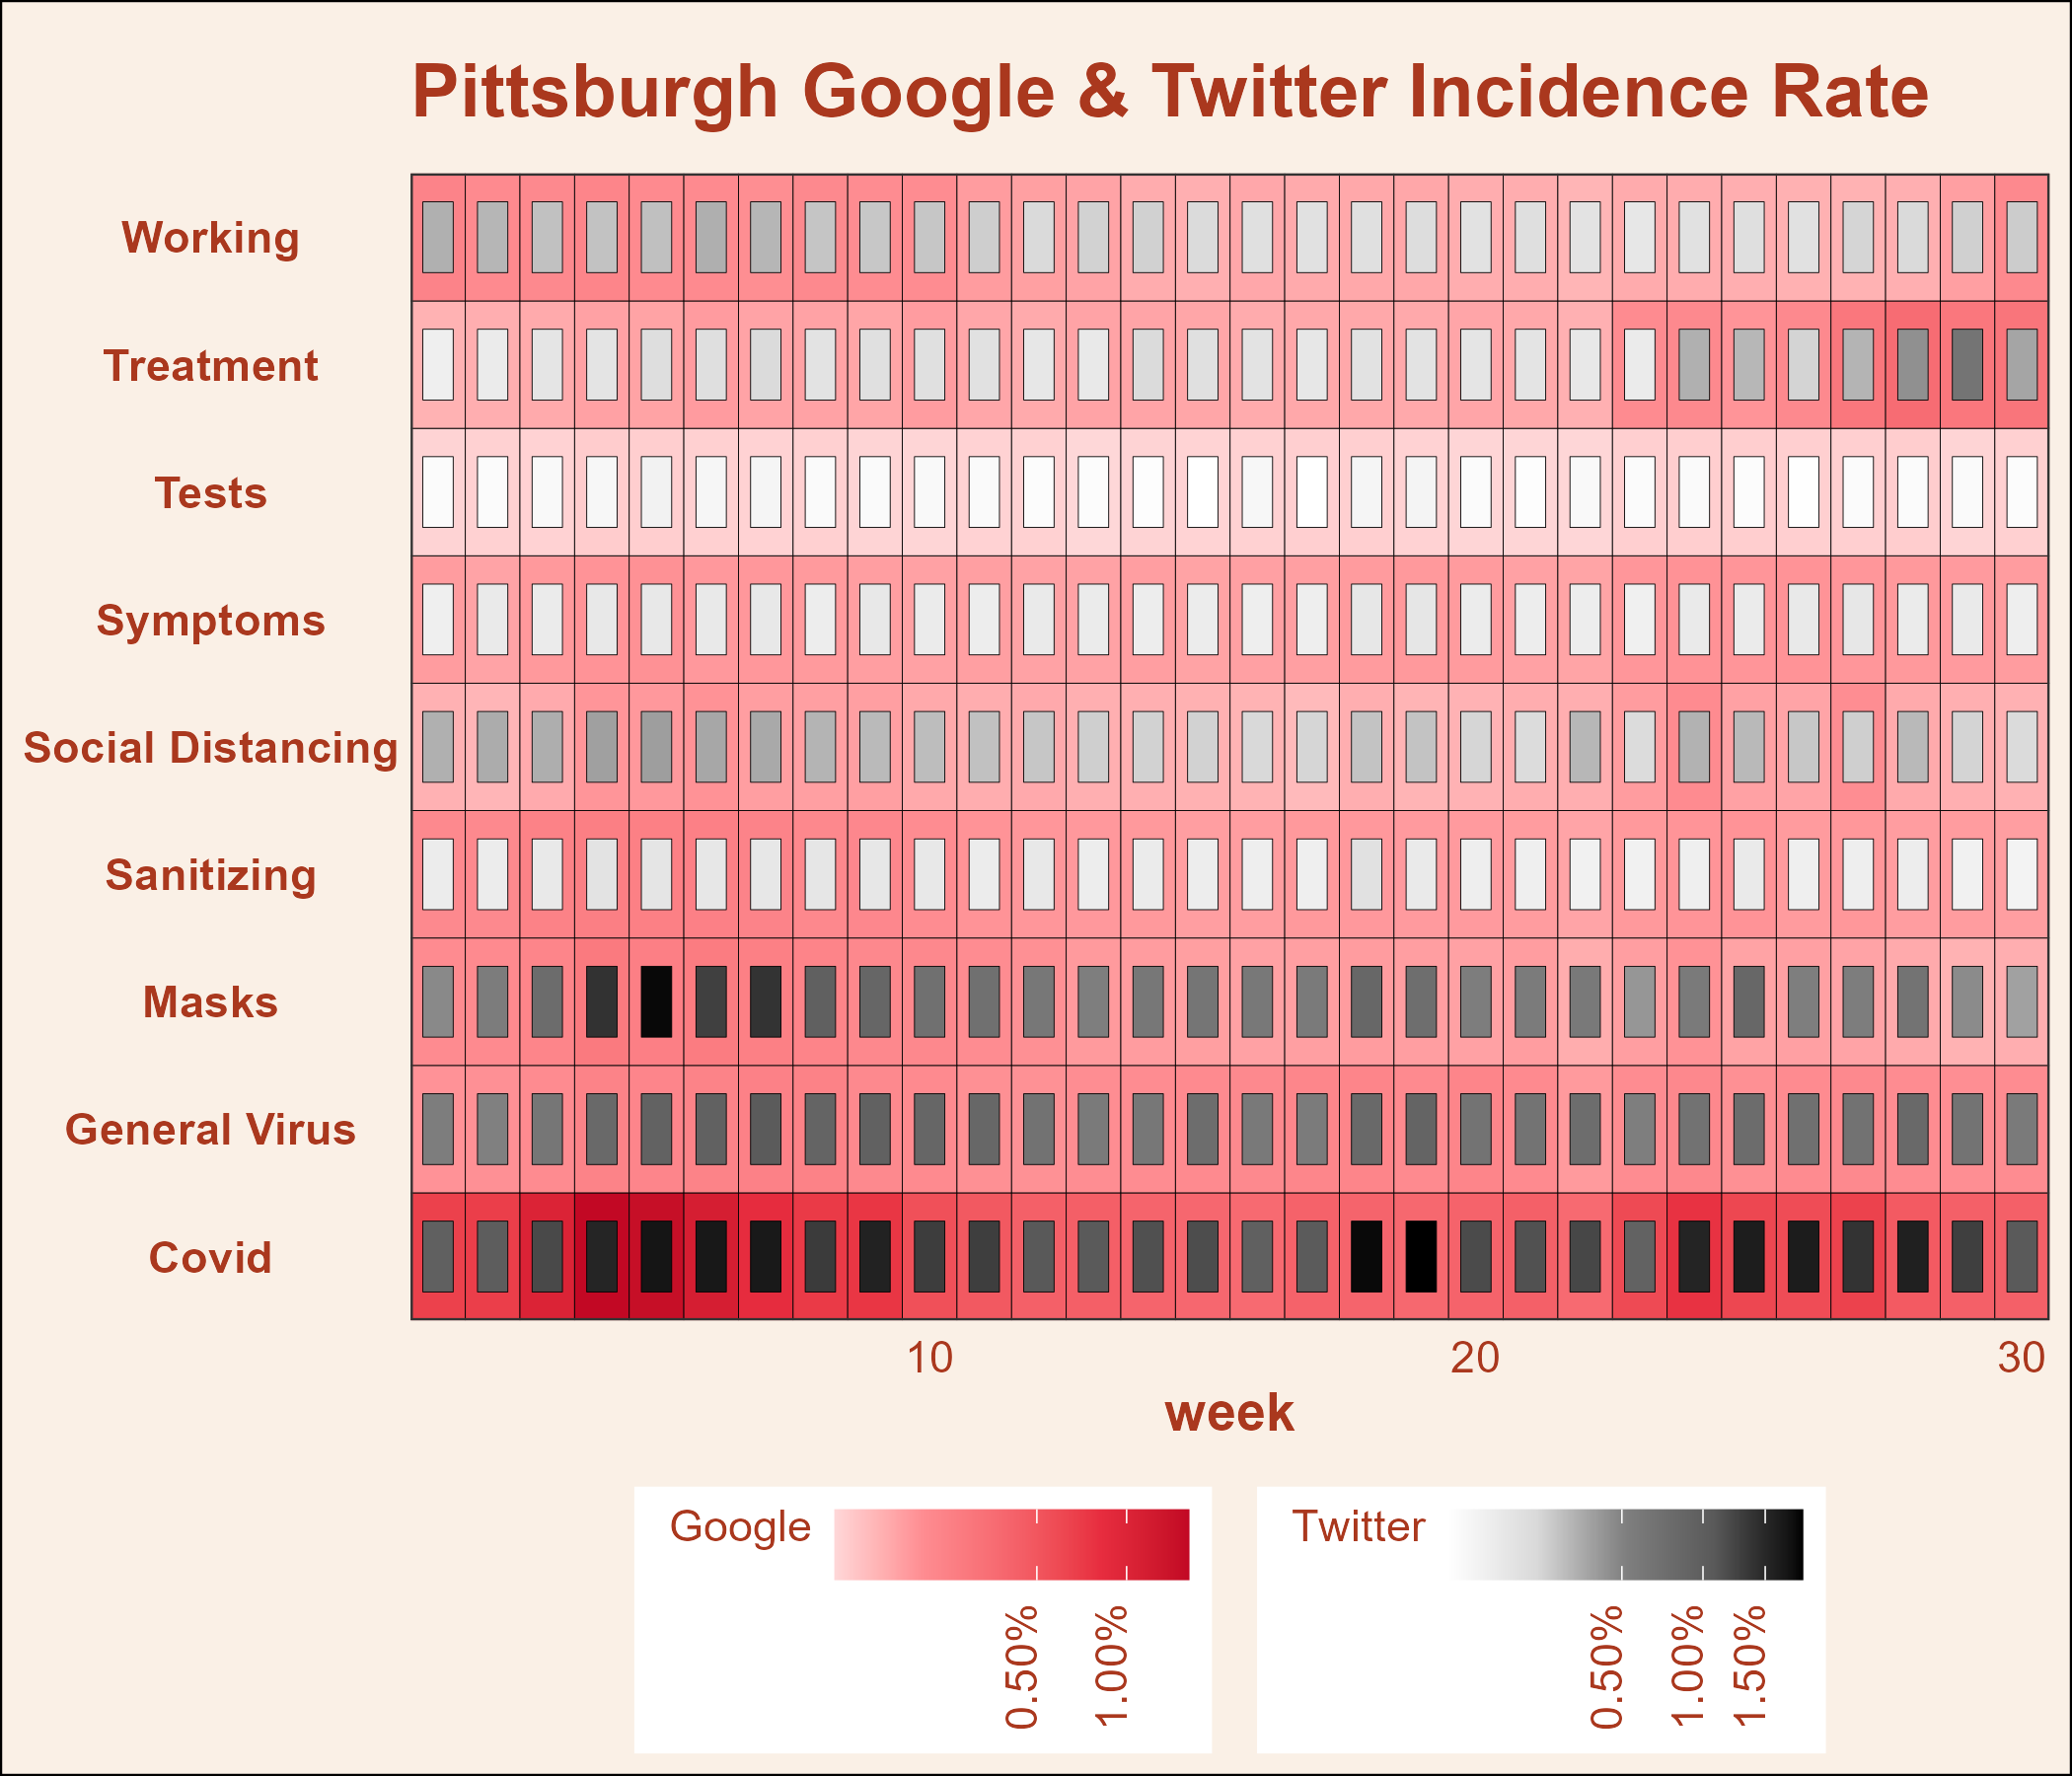 Pittsburgh Google & Twitter Incidence Rate
Working
Treatment
Tests
Symptoms
Social Distancing
Sanitizing
Masks
General Virus
Covid
10 20 30
week
Google
0.50% 1.00%
Twitter
0.50% 1.00% 1.50%